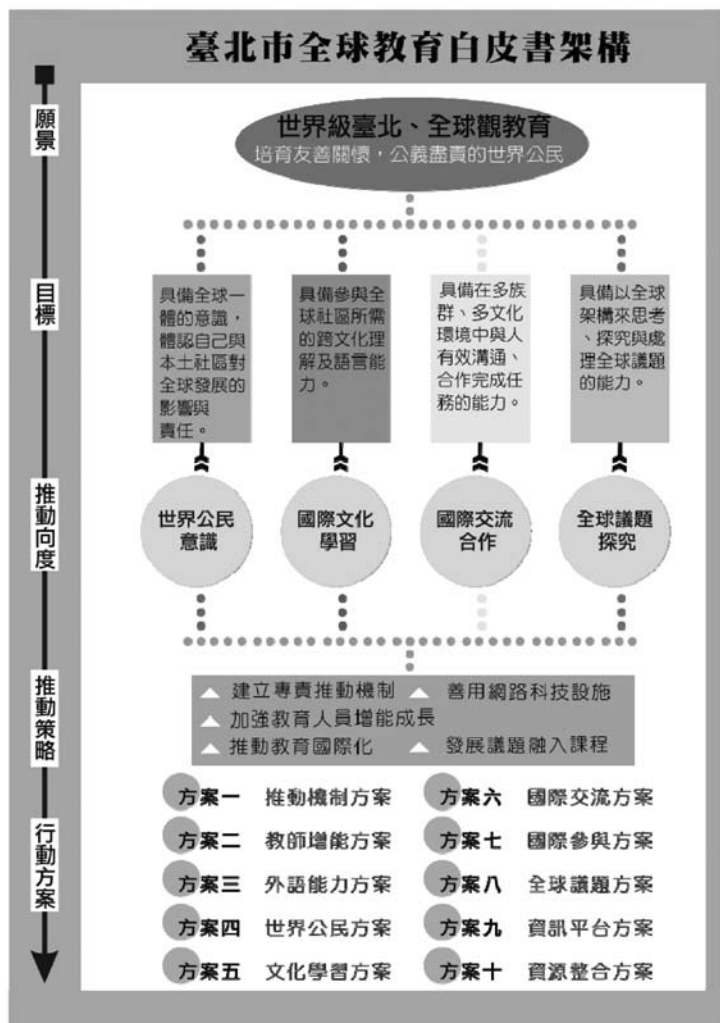 臺北市全球教育白皮書架構
願景
世界級臺北、全球觀教育
培育友善關懷，公義盡責的世界公民
目標
具備全球一
體的意識，
體認自己與
本土社區對
全球發展的
影響與
責任。
具備參與全
球社區所需
的跨文化理
解及語言能
力。
具備在多族
群、多文化
環境中與人
有效溝通、
合作完成任
務的能力。
具備以全球
架構來思考
、探究與處
理全球議題
的能力。
推動向度
世界公民
意識
國際文化
學習
國際交流
合作
全球議題
探究
推動策略
建立專責推動機制
善用網路科技設施
加強教育人員增能成長
推動教育國際化
發展議題融入課程
行動方案
方案一 推動機制方案
方案二 教師增能方案
方案三 外語能力方案
方案四 世界公民方案
方案五 文化學習方案
方案六 國際交流方案
方案七 國際參與方案
方案八 全球議題方案
方案九 資訊平台方案
方案十 資源整合方案